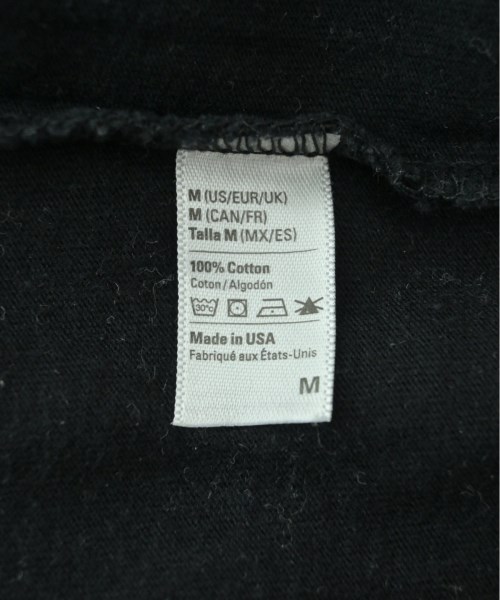 M (US/EUR/UK)
M (CAN/FR)
Talla M (MX/ES)
100% Cotton
Coton/Algodón
30°C
Made in USA
Fabriqué aux États-Unis
M